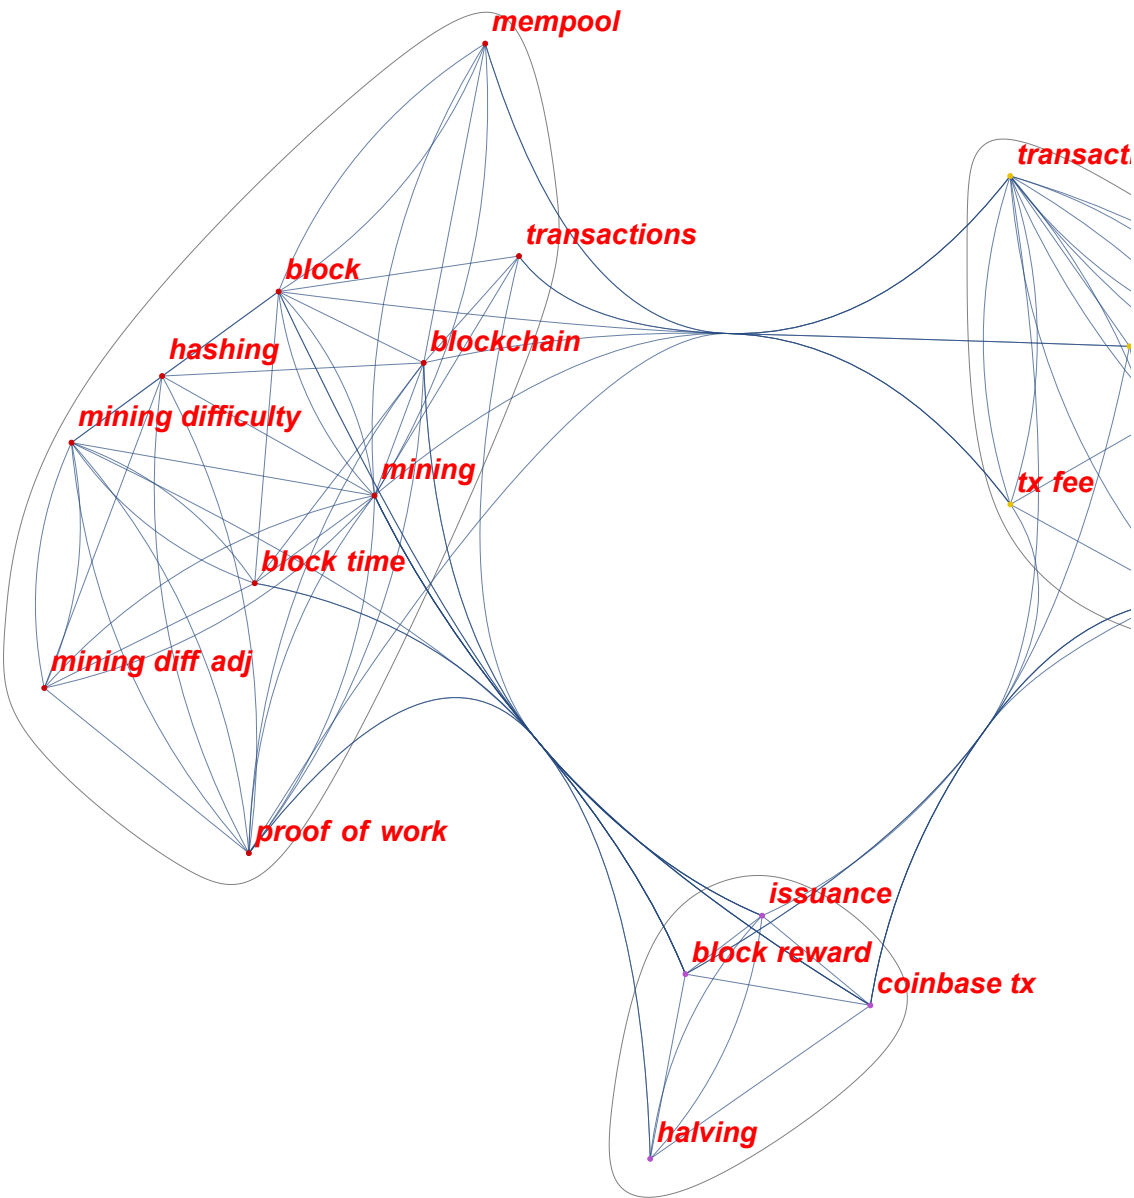 mempool
transacti
transactions
block
blockchain
hashing
mining difficulty
mining
tx fee
block time
mining diff adj
proof of work
issuance
block reward
coinbase tx
halving